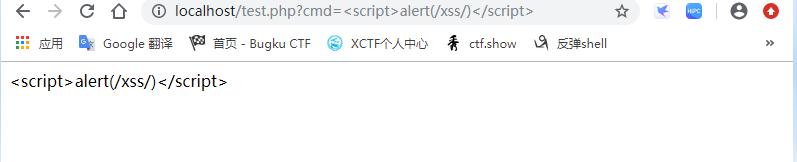 localhost/test.php?cmd=<script>alert(/xss/)</script>
应用 Google 翻译 首页 - Bugku CTF XCTF个人中心 ctf.show 反弹shell »
<script>alert(/xss/)</script>